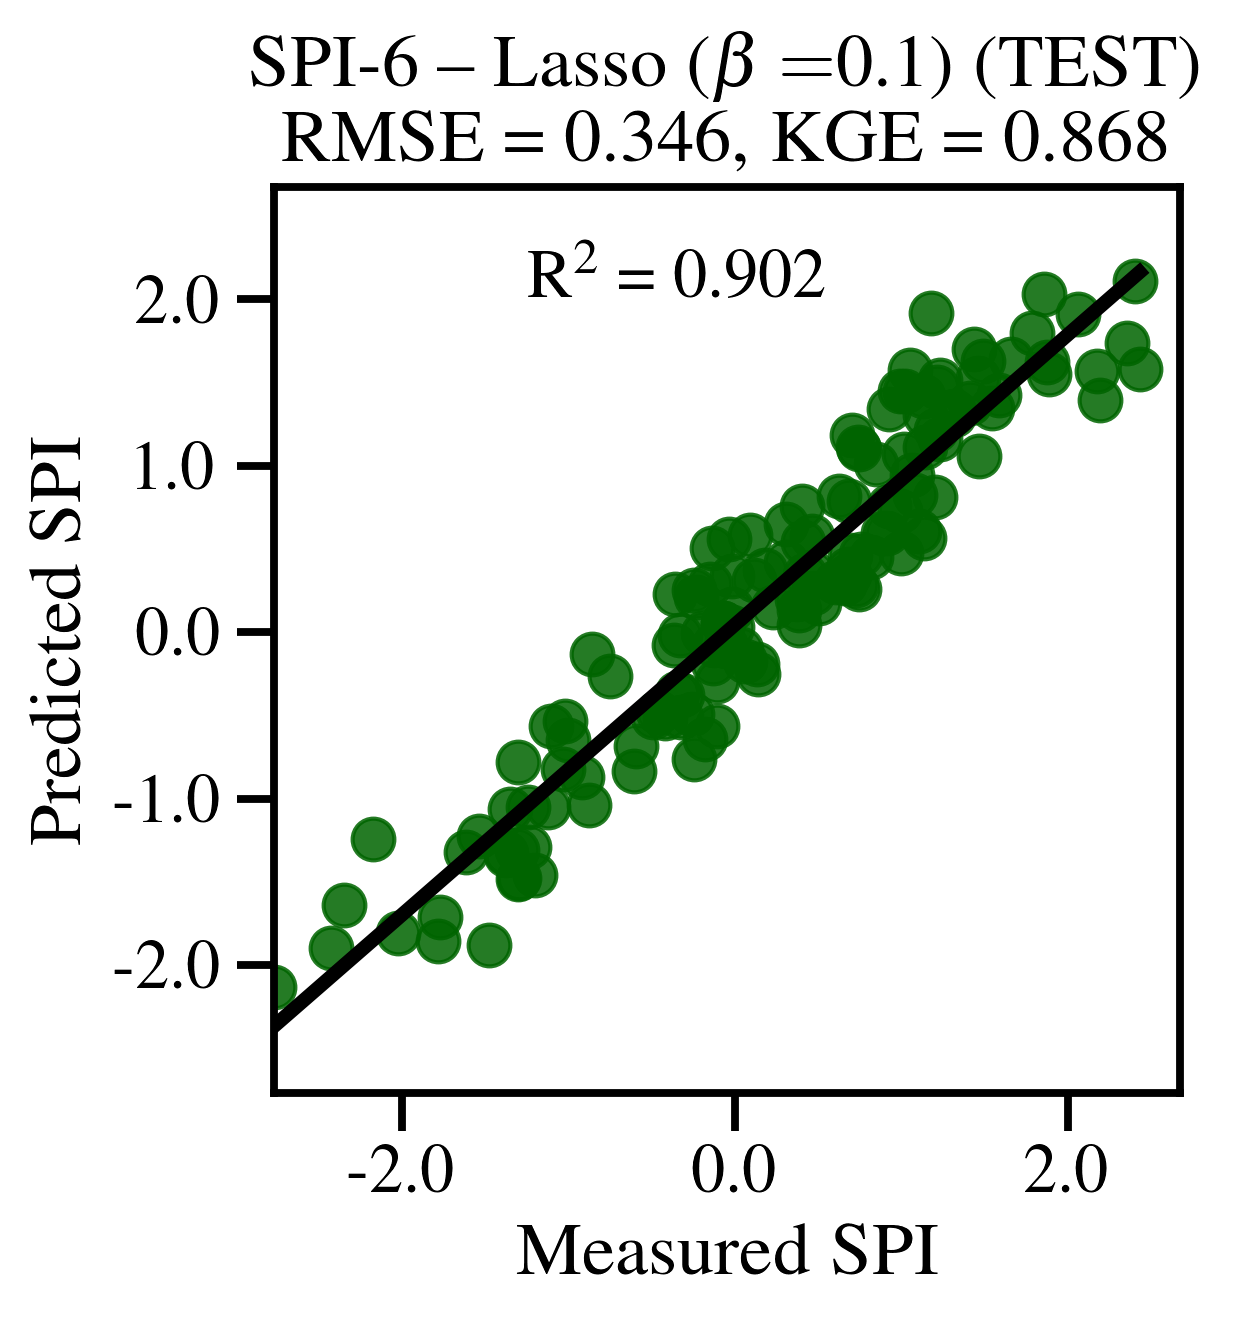 SPI-6 – Lasso (β =0.1) (TEST)
RMSE = 0.346, KGE = 0.868
R² = 0.902
2.0
1.0
0.0
-1.0
-2.0
Predicted SPI
-2.0 0.0 2.0
Measured SPI